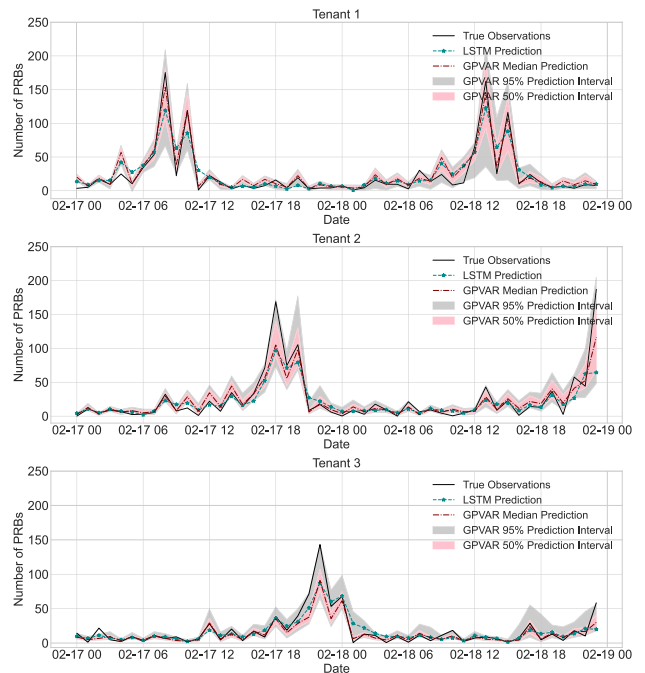 Tenant 1
250
200
150
100
50
0
Number of PRBs
True Observations
LSTM Prediction
GPVAR Median Prediction
GPVAR 95% Prediction Interval
GPVAR 50% Prediction Interval
02-17 00 02-17 06 02-17 12 02-17 18 02-18 00 02-18 06 02-18 12 02-18 18 02-19 00
Date
Tenant 2
250
200
150
100
50
0
Number of PRBs
True Observations
LSTM Prediction
GPVAR Median Prediction
GPVAR 95% Prediction Interval
GPVAR 50% Prediction Interval
02-17 00 02-17 06 02-17 12 02-17 18 02-18 00 02-18 06 02-18 12 02-18 18 02-19 00
Date
Tenant 3
250
200
150
100
50
0
Number of PRBs
True Observations
LSTM Prediction
GPVAR Median Prediction
GPVAR 95% Prediction Interval
GPVAR 50% Prediction Interval
02-17 00 02-17 06 02-17 12 02-17 18 02-18 00 02-18 06 02-18 12 02-18 18 02-19 00
Date